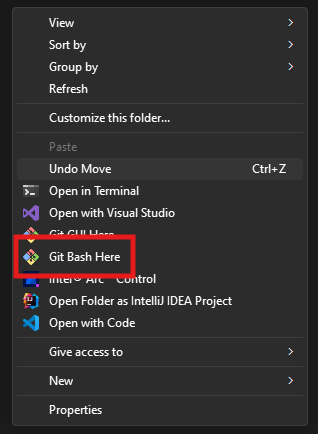 View
Sort by
Group by
Refresh
Customize this folder...
Paste
Undo Move Ctrl+Z
Open in Terminal
Open with Visual Studio
Git GUI Here
Git Bash Here
Intel® Arc™ Control
Open Folder as IntelliJ IDEA Project
Open with Code
Give access to
New
Properties